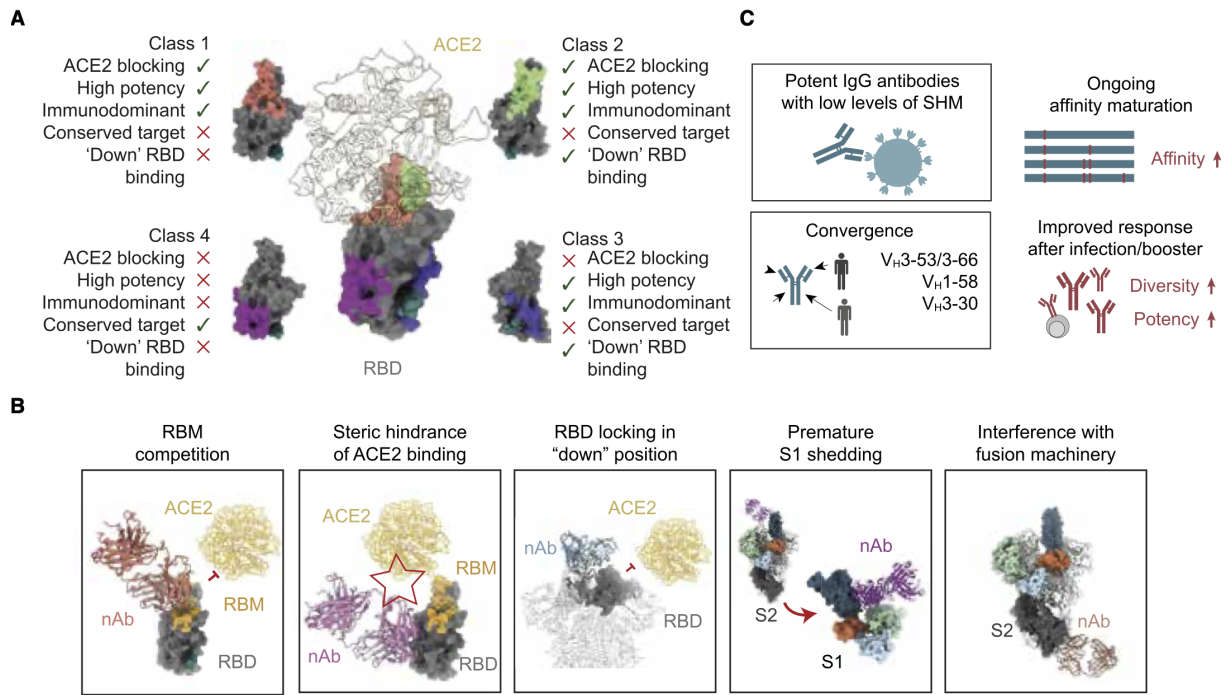 A
Class 1
ACE2 blocking ✓
High potency ✓
Immunodominant ✓
Conserved target ✕
‘Down’ RBD ✕
binding
ACE2
Class 2
✓ ACE2 blocking
✓ High potency
✓ Immunodominant
✕ Conserved target
✓ ‘Down’ RBD
binding
Class 4
ACE2 blocking ✕
High potency ✕
Immunodominant ✕
Conserved target ✓
‘Down’ RBD ✕
binding
RBD
Class 3
✕ ACE2 blocking
✓ High potency
✓ Immunodominant
✕ Conserved target
✓ ‘Down’ RBD
binding
C
Potent IgG antibodies
with low levels of SHM
Ongoing
affinity maturation
Affinity
Convergence
VH3-53/3-66
VH1-58
VH3-30
Improved response
after infection/booster
Diversity
Potency
B
RBM
competition
ACE2
nAb
RBM
RBD
Steric hindrance
of ACE2 binding
ACE2
RBM
nAb
RBD
RBD locking in
“down” position
ACE2
nAb
RBD
Premature
S1 shedding
nAb
S2
S1
Interference with
fusion machinery
S2
nAb